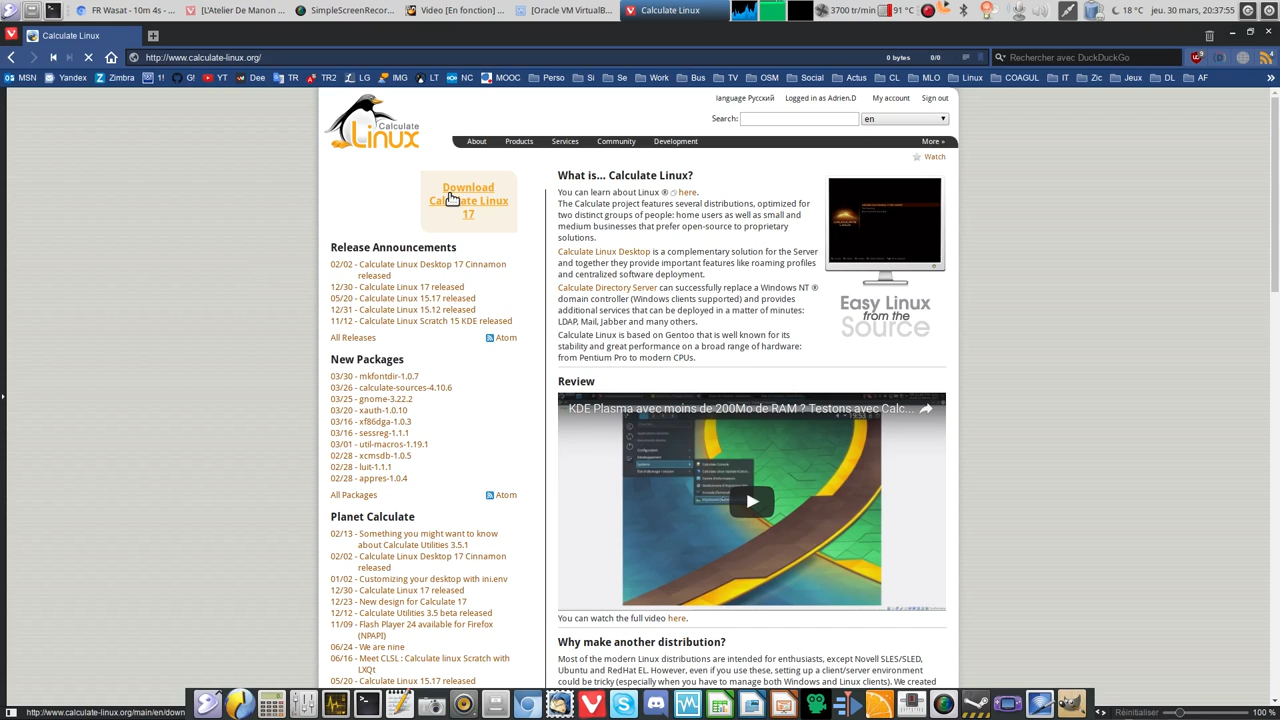 FR Wasat - 10m 4s - ...
[L'Atelier De Manon ...
SimpleScreenRecor...
Video [En fonction] ...
[Oracle VM VirtualB...
Calculate Linux
3700 tr/min
91 °C
18 °C
jeu. 30 mars, 20:37:55
Calculate Linux
http://www.calculate-linux.org/
0 bytes
0/0
Rechercher avec DuckDuckGo
MSN
Yandex
Zimbra
1!
G!
YT
Dee
TR
TR2
LG
IMG
LT
NC
MOOC
Perso
Si
Se
Work
Bus
TV
OSM
Social
Actus
CL
MLO
Linux
COAGUL
IT
Zic
Jeux
DL
AF
»
language Русский
Logged in as Adrien.D
My account
Sign out
Search:
en
Calculate
Linux
About
Products
Services
Community
Development
More »
Watch
Download
Calculate Linux
17
Release Announcements
02/02 - Calculate Linux Desktop 17 Cinnamon
released
12/30 - Calculate Linux 17 released
05/20 - Calculate Linux 15.17 released
12/31 - Calculate Linux 15.12 released
11/12 - Calculate Linux Scratch 15 KDE released
All Releases
Atom
New Packages
03/30 - mkfontdir-1.0.7
03/26 - calculate-sources-4.10.6
03/25 - gnome-3.22.2
03/20 - xauth-1.0.10
03/16 - xf86dga-1.0.3
03/16 - sessreg-1.1.1
03/01 - util-macros-1.19.1
02/28 - xcmsdb-1.0.5
02/28 - luit-1.1.1
02/28 - appres-1.0.4
All Packages
Atom
Planet Calculate
02/13 - Something you might want to know
about Calculate Utilities 3.5.1
02/02 - Calculate Linux Desktop 17 Cinnamon
released
01/02 - Customizing your desktop with ini.env
12/30 - Calculate Linux 17 released
12/23 - New design for Calculate 17
12/12 - Calculate Utilities 3.5 beta released
11/09 - Flash Player 24 available for Firefox
(NPAPI)
06/24 - We are nine
06/16 - Meet CLSL : Calculate linux Scratch with
LXQt
05/20 - Calculate Linux 15.17 released
What is... Calculate Linux?
You can learn about Linux ® here.
The Calculate project features several distributions, optimized for
two distinct groups of people: home users as well as small and
medium businesses that prefer open-source to proprietary
solutions.
Calculate Linux Desktop is a complementary solution for the Server
and together they provide important features like roaming profiles
and centralized software deployment.
Calculate Directory Server can successfully replace a Windows NT ®
domain controller (Windows clients supported) and provides
additional services that can be deployed in a matter of minutes:
LDAP, Mail, Jabber and many others.
Calculate Linux is based on Gentoo that is well known for its
stability and great performance on a broad range of hardware:
from Pentium Pro to modern CPUs.
Easy Linux
from the
Source
Review
KDE Plasma avec moins de 200Mo de RAM ? Testons avec Calc...
You can watch the full video here.
Why make another distribution?
Most of the modern Linux distributions are intended for enthusiasts, except Novell SLES/SLED,
Ubuntu and RedHat EL. However, even if you use these, setting up a client/server environment
could be tricky (especially when you have to manage both Windows and Linux clients). We created
http://www.calculate-linux.org/main/en/down
Réinitialiser
100 %